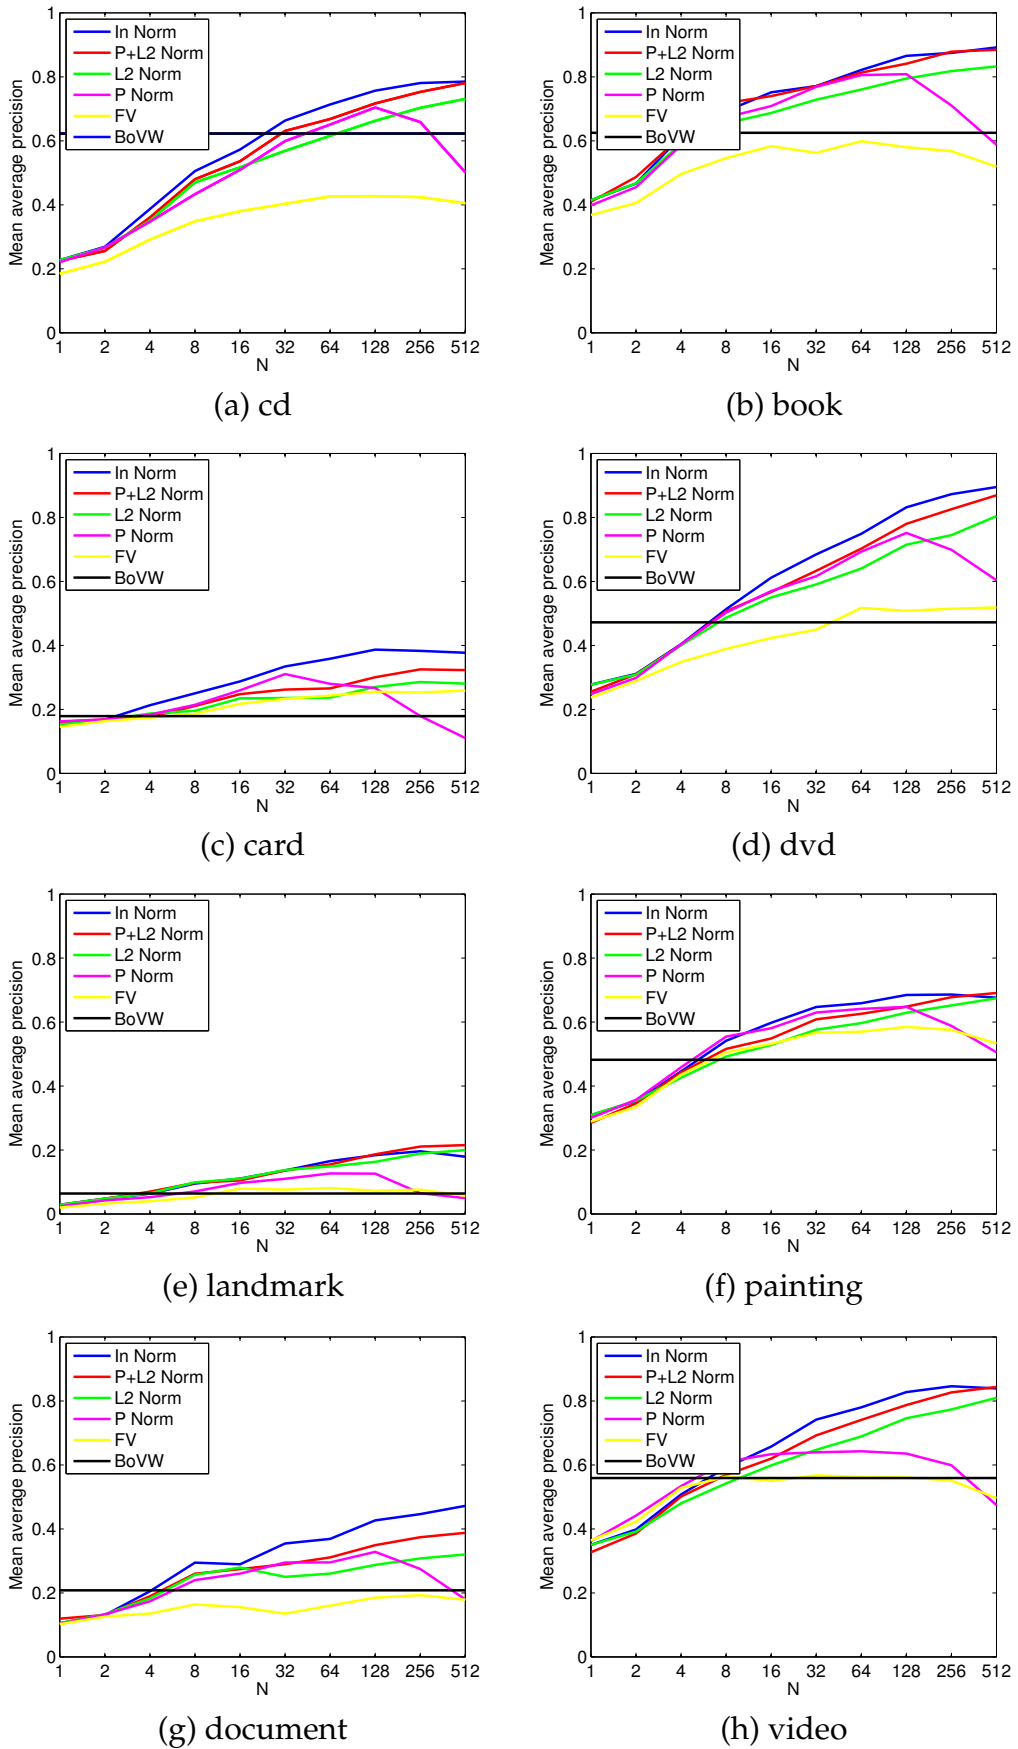 Mean average precision
1
0.8
0.6
0.4
0.2
0
In Norm
P+L2 Norm
L2 Norm
P Norm
FV
BoVW
1 2 4 8 16 32 64 128 256 512
N
(a) cd
Mean average precision
1
0.8
0.6
0.4
0.2
0
In Norm
P+L2 Norm
L2 Norm
P Norm
FV
BoVW
1 2 4 8 16 32 64 128 256 512
N
(b) book
Mean average precision
1
0.8
0.6
0.4
0.2
0
In Norm
P+L2 Norm
L2 Norm
P Norm
FV
BoVW
1 2 4 8 16 32 64 128 256 512
N
(c) card
Mean average precision
1
0.8
0.6
0.4
0.2
0
In Norm
P+L2 Norm
L2 Norm
P Norm
FV
BoVW
1 2 4 8 16 32 64 128 256 512
N
(d) dvd
Mean average precision
1
0.8
0.6
0.4
0.2
0
In Norm
P+L2 Norm
L2 Norm
P Norm
FV
BoVW
1 2 4 8 16 32 64 128 256 512
N
(e) landmark
Mean average precision
1
0.8
0.6
0.4
0.2
0
In Norm
P+L2 Norm
L2 Norm
P Norm
FV
BoVW
1 2 4 8 16 32 64 128 256 512
N
(f) painting
Mean average precision
1
0.8
0.6
0.4
0.2
0
In Norm
P+L2 Norm
L2 Norm
P Norm
FV
BoVW
1 2 4 8 16 32 64 128 256 512
N
(g) document
Mean average precision
1
0.8
0.6
0.4
0.2
0
In Norm
P+L2 Norm
L2 Norm
P Norm
FV
BoVW
1 2 4 8 16 32 64 128 256 512
N
(h) video